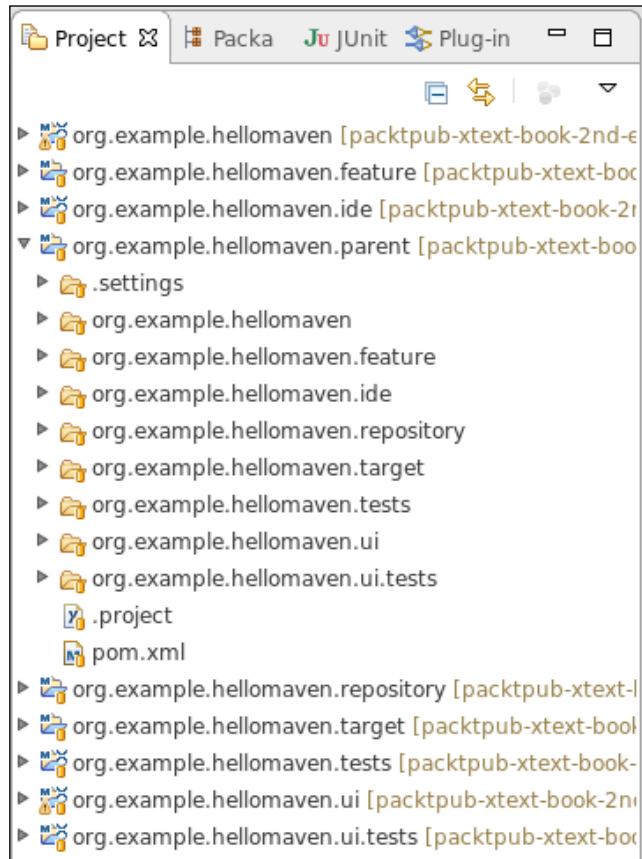 Project Packa JUnit Plug-in
org.example.hellomaven [packtpub-xtext-book-2nd-e
org.example.hellomaven.feature [packtpub-xtext-boo
org.example.hellomaven.ide [packtpub-xtext-book-2r
org.example.hellomaven.parent [packtpub-xtext-boo
.settings
org.example.hellomaven
org.example.hellomaven.feature
org.example.hellomaven.ide
org.example.hellomaven.repository
org.example.hellomaven.target
org.example.hellomaven.tests
org.example.hellomaven.ui
org.example.hellomaven.ui.tests
.project
pom.xml
org.example.hellomaven.repository [packtpub-xtext-l
org.example.hellomaven.target [packtpub-xtext-book
org.example.hellomaven.tests [packtpub-xtext-book-
org.example.hellomaven.ui [packtpub-xtext-book-2n
org.example.hellomaven.ui.tests [packtpub-xtext-boo